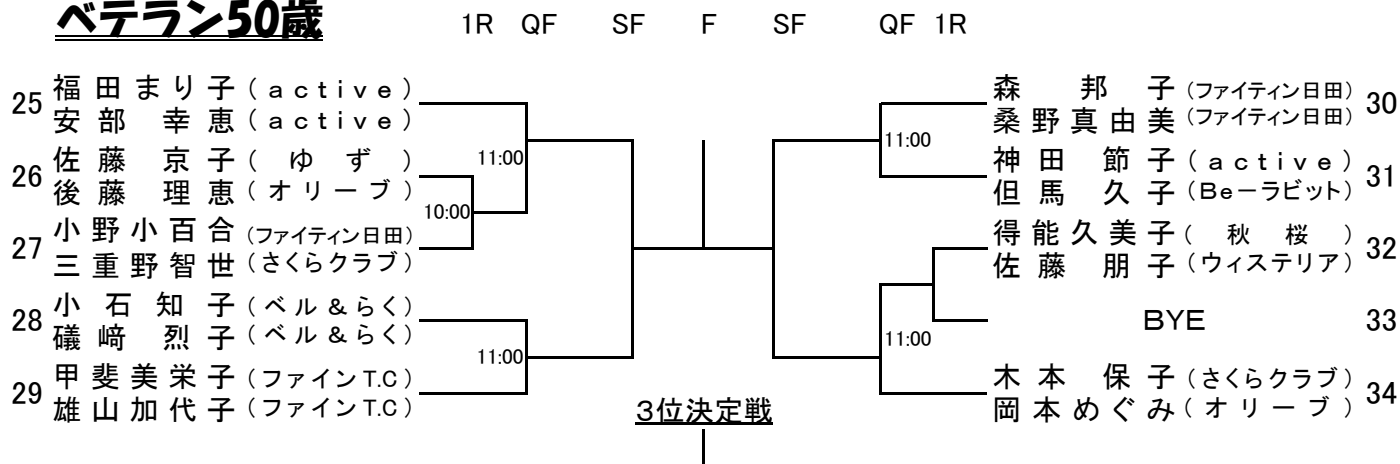 ベテラン50歳
1R QF SF F SF QF 1R
25 福田まり子(active)
安部幸恵(active)
26 佐藤京子(ゆず)
後藤理恵(オリーブ)
27 小野小百合(ファイティン日田)
三重野智世(さくらクラブ)
28 小石知子(ベル&らく)
礒﨑烈子(ベル&らく)
29 甲斐美栄子(ファインT.C)
雄山加代子(ファインT.C)
11:00
10:00
11:00
森邦子(ファイティン日田) 30
桑野真由美(ファイティン日田)
神田節子(active) 31
但馬久子(Be-ラビット)
得能久美子(秋桜) 32
佐藤朋子(ウィステリア)
BYE 33
木本保子(さくらクラブ) 34
岡本めぐみ(オリーブ)
11:00
11:00
3位決定戦